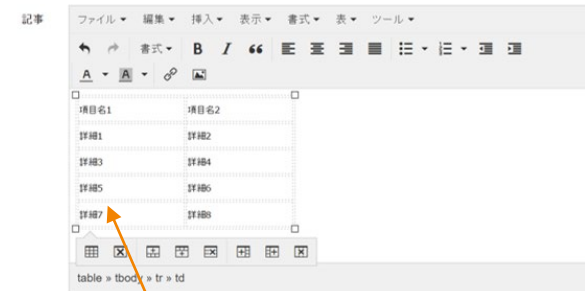 記事
ファイル 編集 挿入 表示 書式 表 ツール
書式 B I
A A
項目名1 項目名2
詳細1 詳細2
詳細3 詳細4
詳細5 詳細6
詳細7 詳細8
table » tbody » tr » td